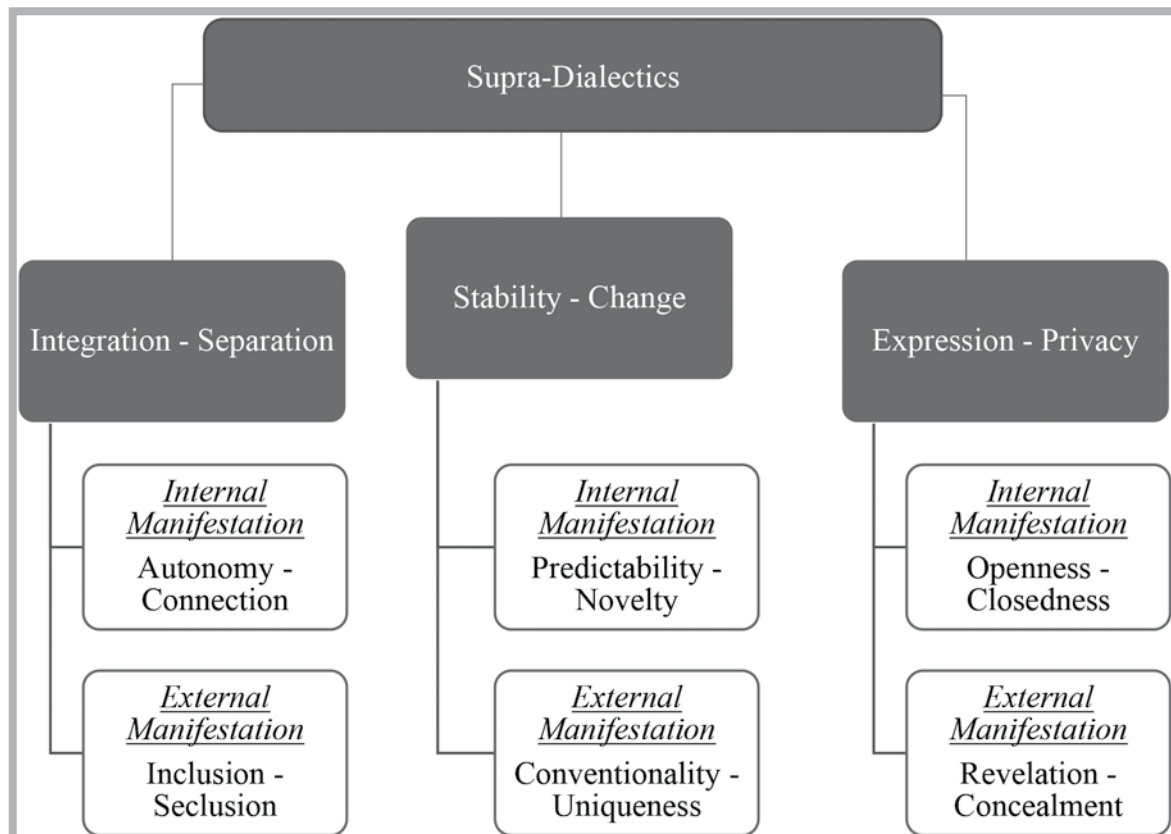 Supra-Dialectics
Integration - Separation
Internal
Manifestation
Autonomy -
Connection
External
Manifestation
Inclusion -
Seclusion
Stability - Change
Internal
Manifestation
Predictability -
Novelty
External
Manifestation
Conventionality -
Uniqueness
Expression - Privacy
Internal
Manifestation
Openness -
Closedness
External
Manifestation
Revelation -
Concealment